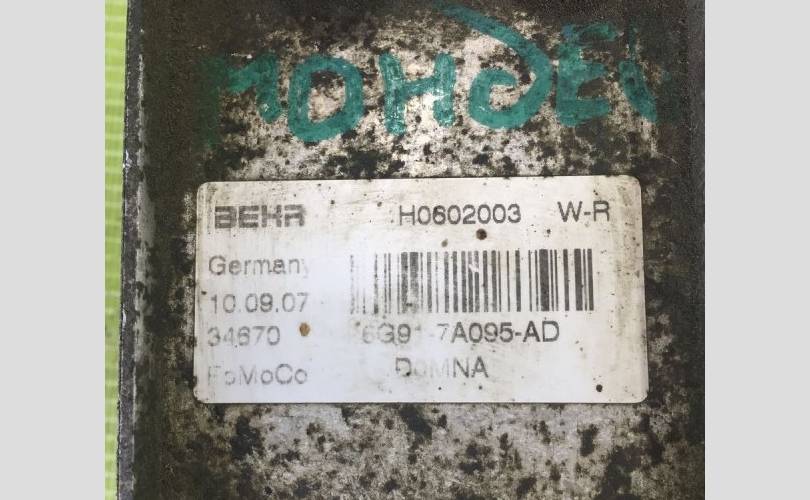 МОНДЕО
BEHR H0602003 W-R
Germany
10.09.07
34670 6G91-7A095-AD
FoMoCo DOMNA